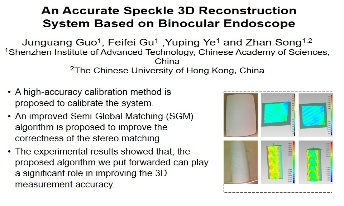 An Accurate Speckle 3D Reconstruction
System Based on Binocular Endoscope
Junguang Guo¹, Feifei Gu¹ ,Yuping Ye¹ and Zhan Song¹,²
¹Shenzhen Institute of Advanced Technology, Chinese Academy of Sciences,
China
²The Chinese University of Hong Kong, China
• A high-accuracy calibration method is
proposed to calibrate the system.
• An improved Semi Global Matching (SGM)
algorithm is proposed to improve the
correctness of the stereo matching
• The experimental results showed that, the
proposed algorithm we put forwarded can play
a significant role in improving the 3D
measurement accuracy.